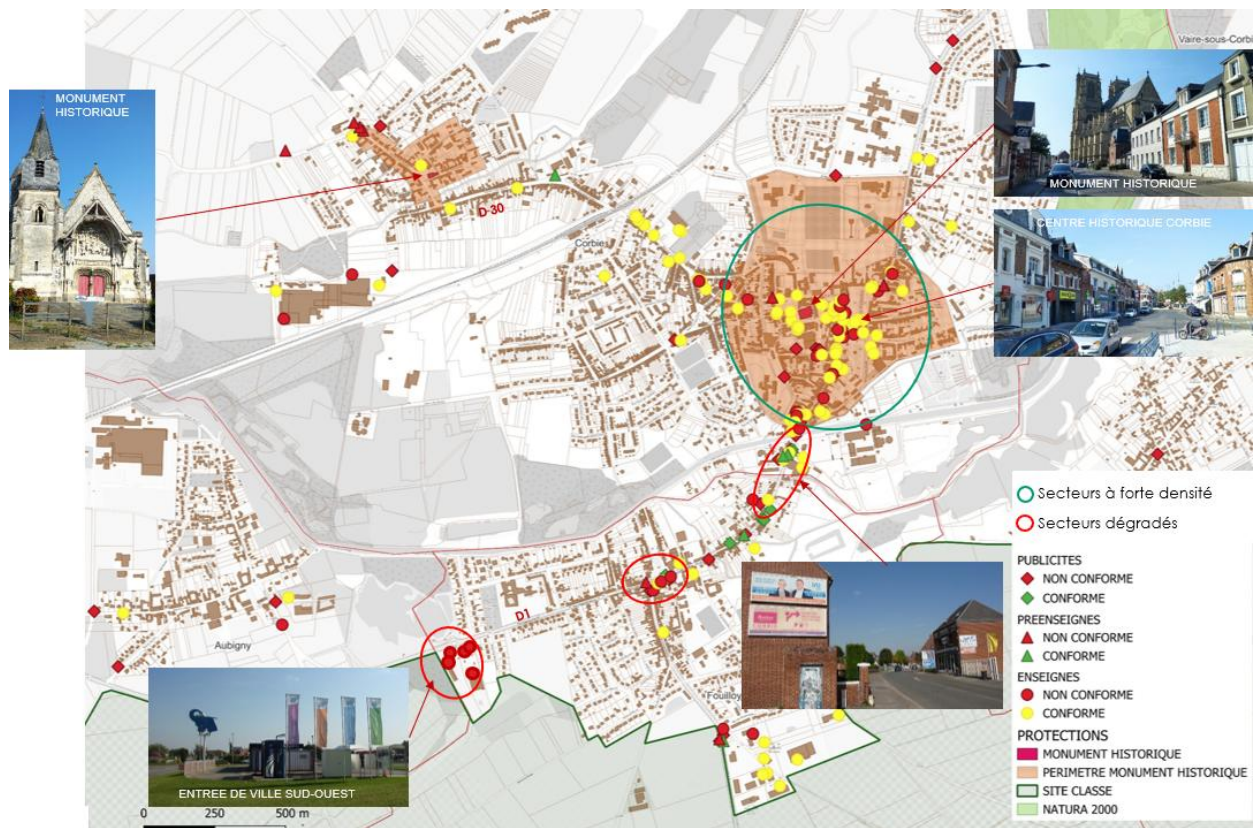 MONUMENT
HISTORIQUE
Vaire-sous-Corbie
MONUMENT HISTORIQUE
CENTRE HISTORIQUE CORBIE
D 30
Corbie
Secteurs à forte densité
Secteurs dégradés
PUBLICITES
NON CONFORME
CONFORME
PREENSEIGNES
NON CONFORME
CONFORME
ENSEIGNES
NON CONFORME
CONFORME
PROTECTIONS
MONUMENT HISTORIQUE
PERIMETRE MONUMENT HISTORIQUE
SITE CLASSE
NATURA 2000
D1
Aubigny
Fouilloy
ENTREE DE VILLE SUD-OUEST
0 250 500 m